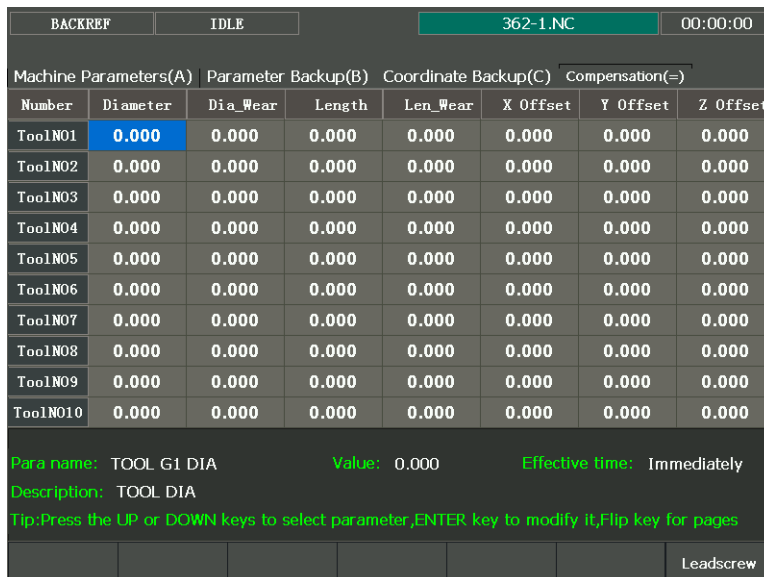 BACKREF IDLE 362-1.NC 00:00:00
Machine Parameters(A) Parameter Backup(B) Coordinate Backup(C) Compensation(=)
Number Diameter Dia_Wear Length Len_Wear X Offset Y Offset Z Offset
ToolNO1 0.000 0.000 0.000 0.000 0.000 0.000 0.000
ToolNO2 0.000 0.000 0.000 0.000 0.000 0.000 0.000
ToolNO3 0.000 0.000 0.000 0.000 0.000 0.000 0.000
ToolNO4 0.000 0.000 0.000 0.000 0.000 0.000 0.000
ToolNO5 0.000 0.000 0.000 0.000 0.000 0.000 0.000
ToolNO6 0.000 0.000 0.000 0.000 0.000 0.000 0.000
ToolNO7 0.000 0.000 0.000 0.000 0.000 0.000 0.000
ToolNO8 0.000 0.000 0.000 0.000 0.000 0.000 0.000
ToolNO9 0.000 0.000 0.000 0.000 0.000 0.000 0.000
ToolNO10 0.000 0.000 0.000 0.000 0.000 0.000 0.000
Para name: TOOL G1 DIA Value: 0.000 Effective time: Immediately
Description: TOOL DIA
Tip:Press the UP or DOWN keys to select parameter,ENTER key to modify it,Flip key for pages
Leadscrew